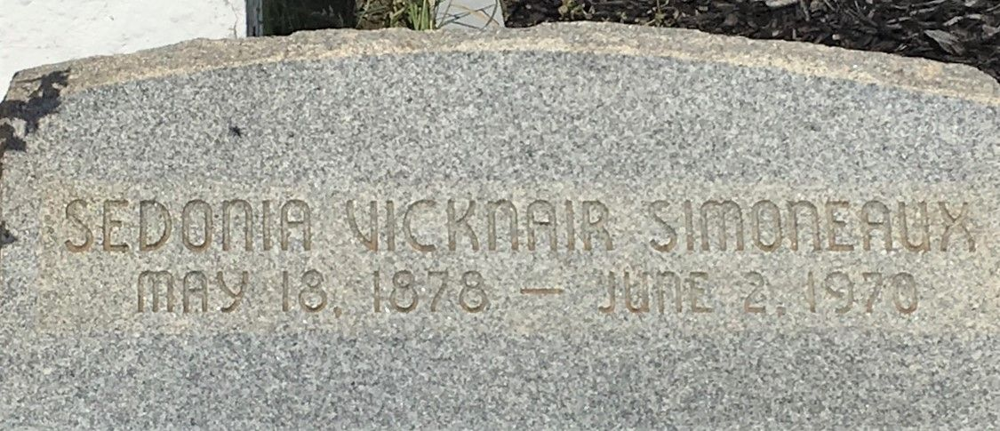 SEDONIA VICKNAIR SIMONEAUX
MAY 18, 1878 — JUNE 2, 1970